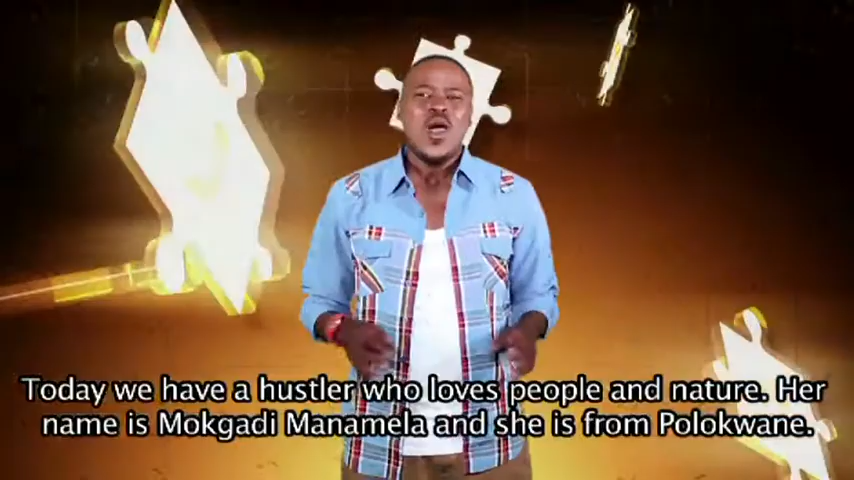 Today we have a hustler who loves people and nature. Her
name is Mokgadi Manamela and she is from Polokwane.